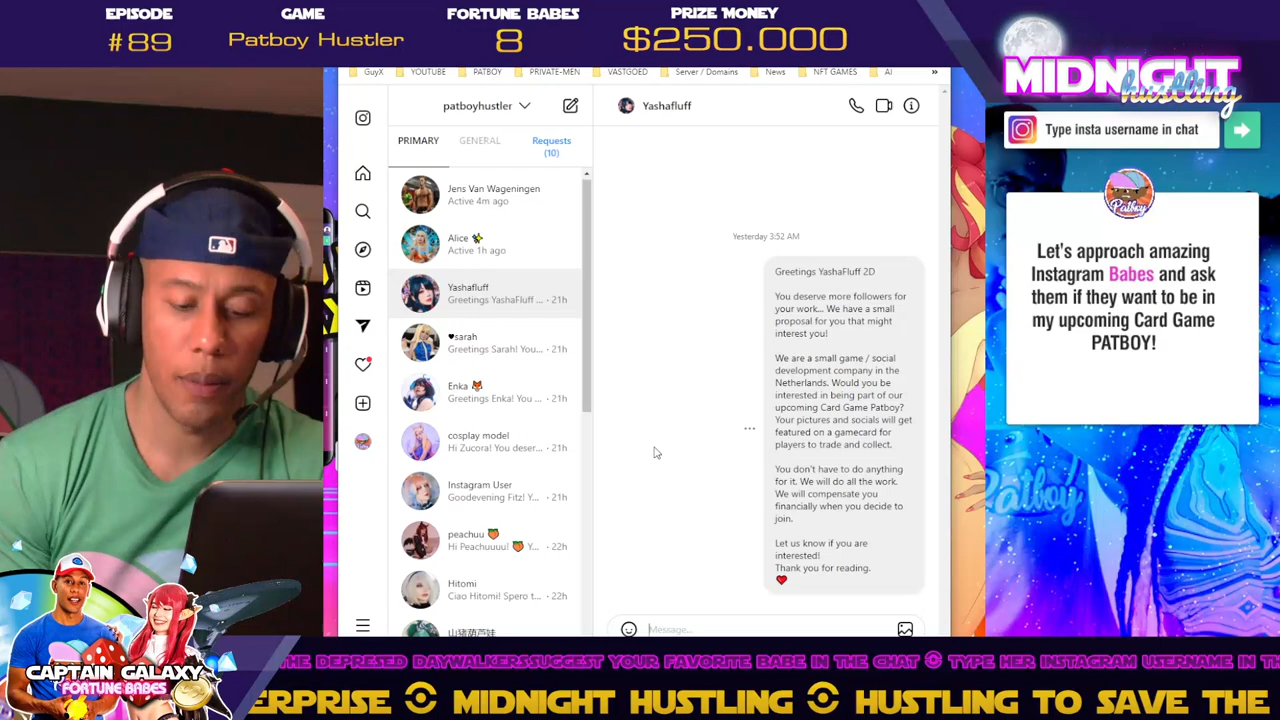 EPISODE
#89
GAME
Patboy Hustler
FORTUNE BABES
8
PRIZE MONEY
$250.000
MIDNIGHT
hustling
Type insta username in chat
Patboy
Let's approach amazing
Instagram Babes and ask
them if they want to be in
my upcoming Card Game
PATBOY!
GuyX
YOUTUBE
PATBOY
PRIVATE-MEN
VASTGOED
Server / Domains
News
NFT GAMES
AI
»
patboyhustler
PRIMARY
GENERAL
Requests
(10)
Jens Van Wageningen
Active 4m ago
Alice
Active 1h ago
Yashafluff
Greetings YashaFluff ... · 21h
♥sarah
Greetings Sarah! You... · 21h
Enka 🦊
Greetings Enka! You ... · 21h
cosplay model
Hi Zucora! You deser... · 21h
Instagram User
Goodevening Fitz! Y... · 21h
peachuu 🍑
Hi Peachuuuu! 🍑 Y... · 22h
Hitomi
Ciao Hitomi! Spero t... · 22h
Yashafluff
Yesterday 3:52 AM
Greetings YashaFluff 2D
You deserve more followers for
your work... We have a small
proposal for you that might
interest you!
We are a small game / social
development company in the
Netherlands. Would you be
interested in being part of our
upcoming Card Game Patboy?
Your pictures and socials will get
featured on a gamecard for
players to trade and collect.
You don't have to do anything
for it. We will do all the work.
We will compensate you
financially when you decide to
join.
Let us know if you are
interested!
Thank you for reading.
❤️
Message...
CAPTAIN GALAXY
FORTUNE BABES
THE DEPRESED DAYWALKERSSUGGEST YOUR FAVORITE BABE IN THE CHAT TYPE HER INSTAGRAM USERNAME IN TH
ERPRISE MIDNIGHT HUSTLING HUSTLING TO SAVE THE